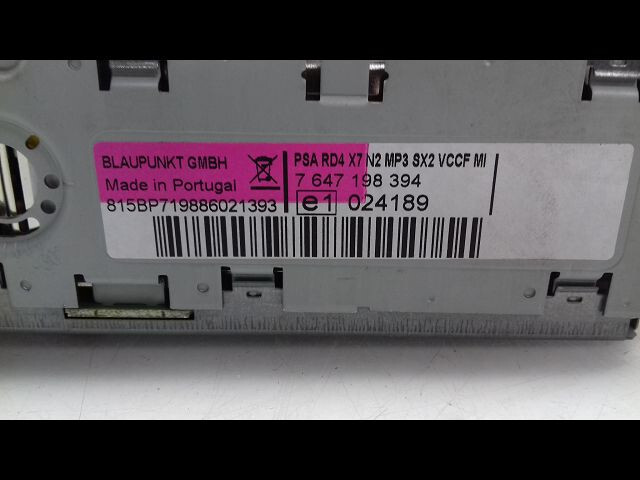 BLAUPUNKT GMBH
Made in Portugal
815BP719886021393
PSA RD4 X7 N2 MP3 SX2 VCCF MI
7 647 198 394
e1 024189